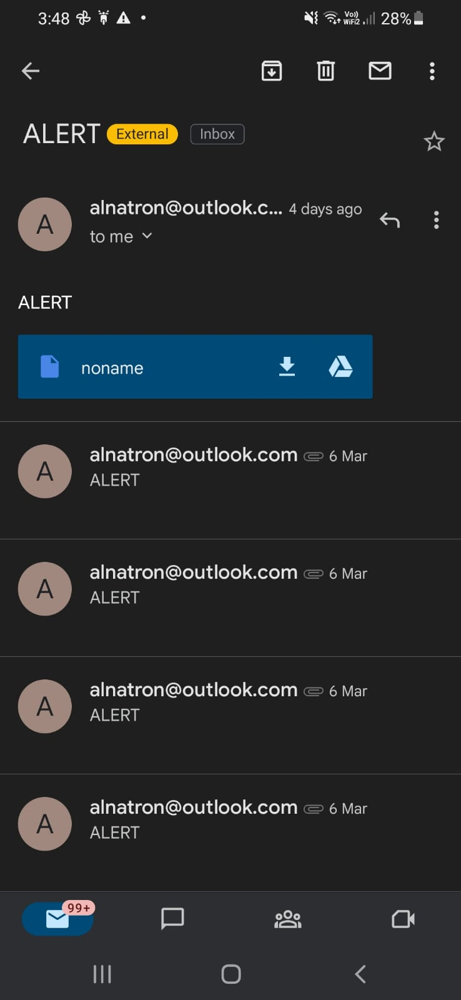 3:48 Vo)) WiFi2 28%
ALERT External Inbox
alnatron@outlook.c... 4 days ago
A
to me
ALERT
noname
alnatron@outlook.com 6 Mar
A
ALERT
alnatron@outlook.com 6 Mar
A
ALERT
alnatron@outlook.com 6 Mar
A
ALERT
alnatron@outlook.com 6 Mar
A
ALERT
99+